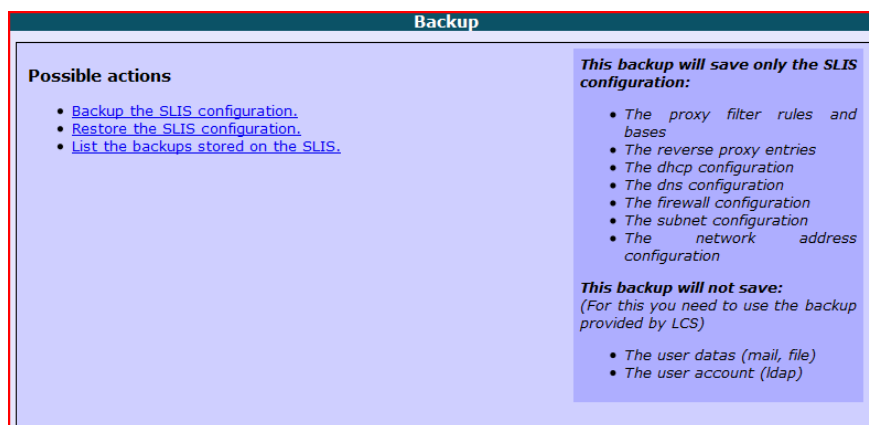 Backup
Possible actions
• Backup the SLIS configuration.
• Restore the SLIS configuration.
• List the backups stored on the SLIS.
This backup will save only the SLIS
configuration:
• The proxy filter rules and
bases
• The reverse proxy entries
• The dhcp configuration
• The dns configuration
• The firewall configuration
• The subnet configuration
• The network address
configuration
This backup will not save:
(For this you need to use the backup
provided by LCS)
• The user datas (mail, file)
• The user account (ldap)